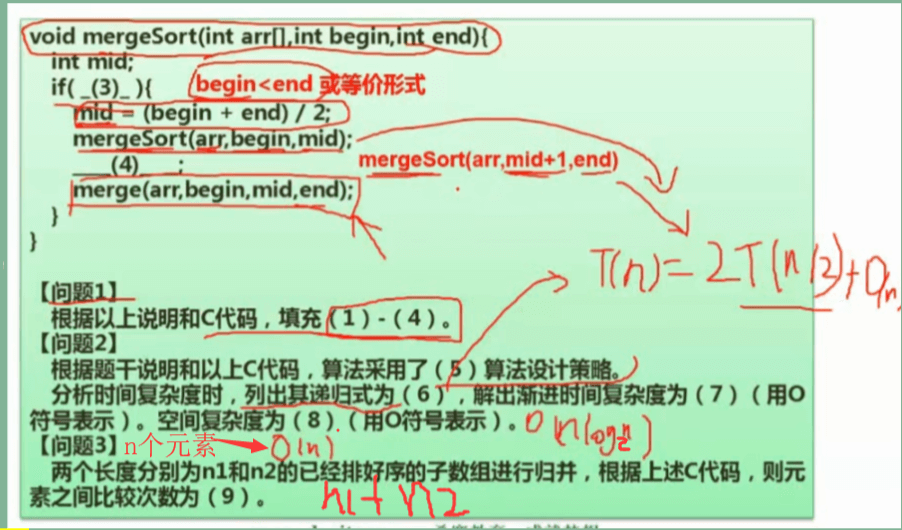 void mergeSort(int arr[],int begin,int end){
int mid;
if( _(3)_ ){ begin<end 或等价形式
mid = (begin + end) / 2;
mergeSort(arr,begin,mid);
___(4)___; mergeSort(arr,mid+1,end)
merge(arr,begin,mid,end);
}
}
T(n)=2T(n/2)+O(n)
【问题1】
根据以上说明和C代码，填充（1）-（4）。
【问题2】
根据题干说明和以上C代码，算法采用了（5）算法设计策略。
分析时间复杂度时，列出其递归式为（6），解出渐进时间复杂度为（7）（用O
符号表示）。空间复杂度为（8）（用O符号表示）。 O(nlog₂n)
【问题3】n个元素 O(n)
两个长度分别为n1和n2的已经排好序的子数组进行归并，根据上述C代码，则元
素之间比较次数为（9）。 n1+n2